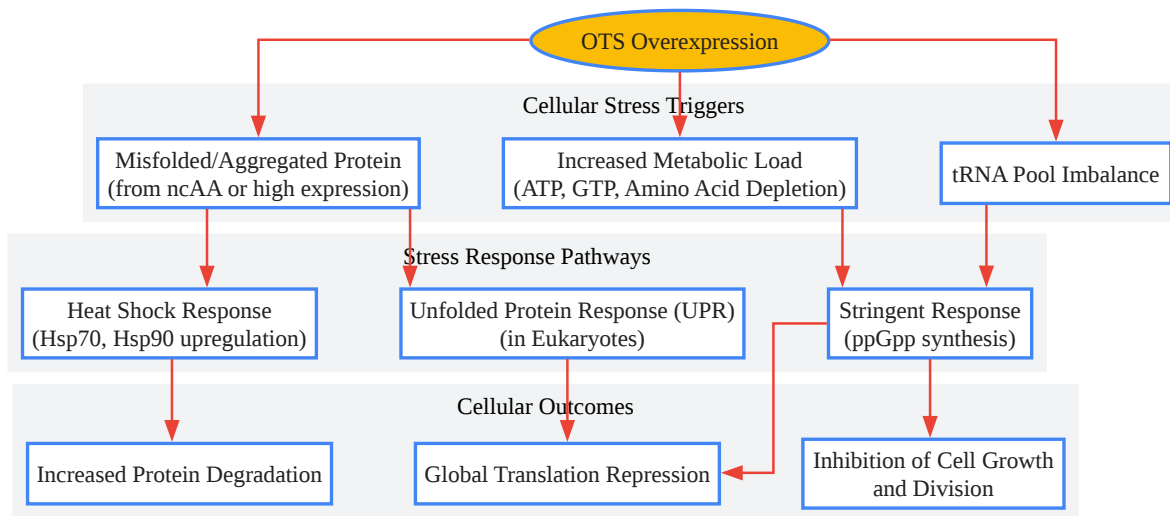 OTS Overexpression
Cellular Stress Triggers
Misfolded/Aggregated Protein
(from ncAA or high expression)
Increased Metabolic Load
(ATP, GTP, Amino Acid Depletion)
tRNA Pool Imbalance
Stress Response Pathways
Heat Shock Response
(Hsp70, Hsp90 upregulation)
Unfolded Protein Response (UPR)
(in Eukaryotes)
Stringent Response
(ppGpp synthesis)
Cellular Outcomes
Increased Protein Degradation
Global Translation Repression
Inhibition of Cell Growth
and Division